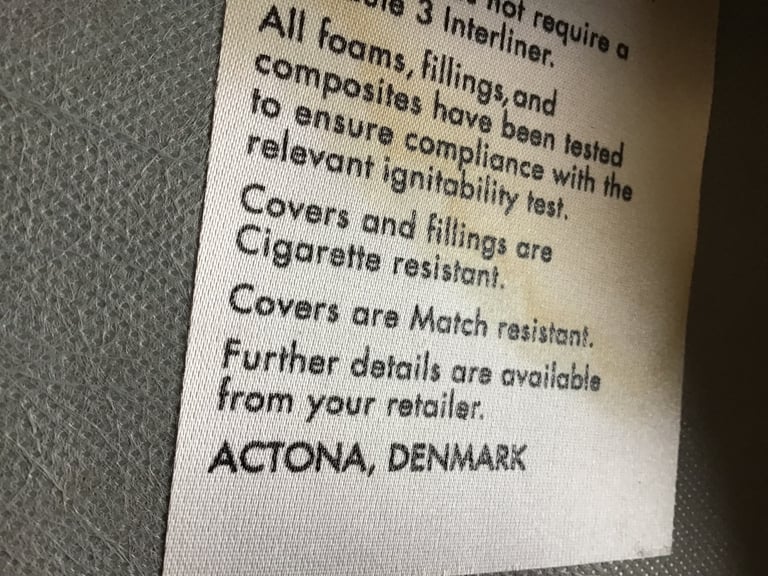 not require a
3 Interliner.
All foams, fillings, and
composites have been tested
to ensure compliance with the
relevant ignitability test.
Covers and fillings are
Cigarette resistant.
Covers are Match resistant.
Further details are available
from your retailer.
ACTONA, DENMARK